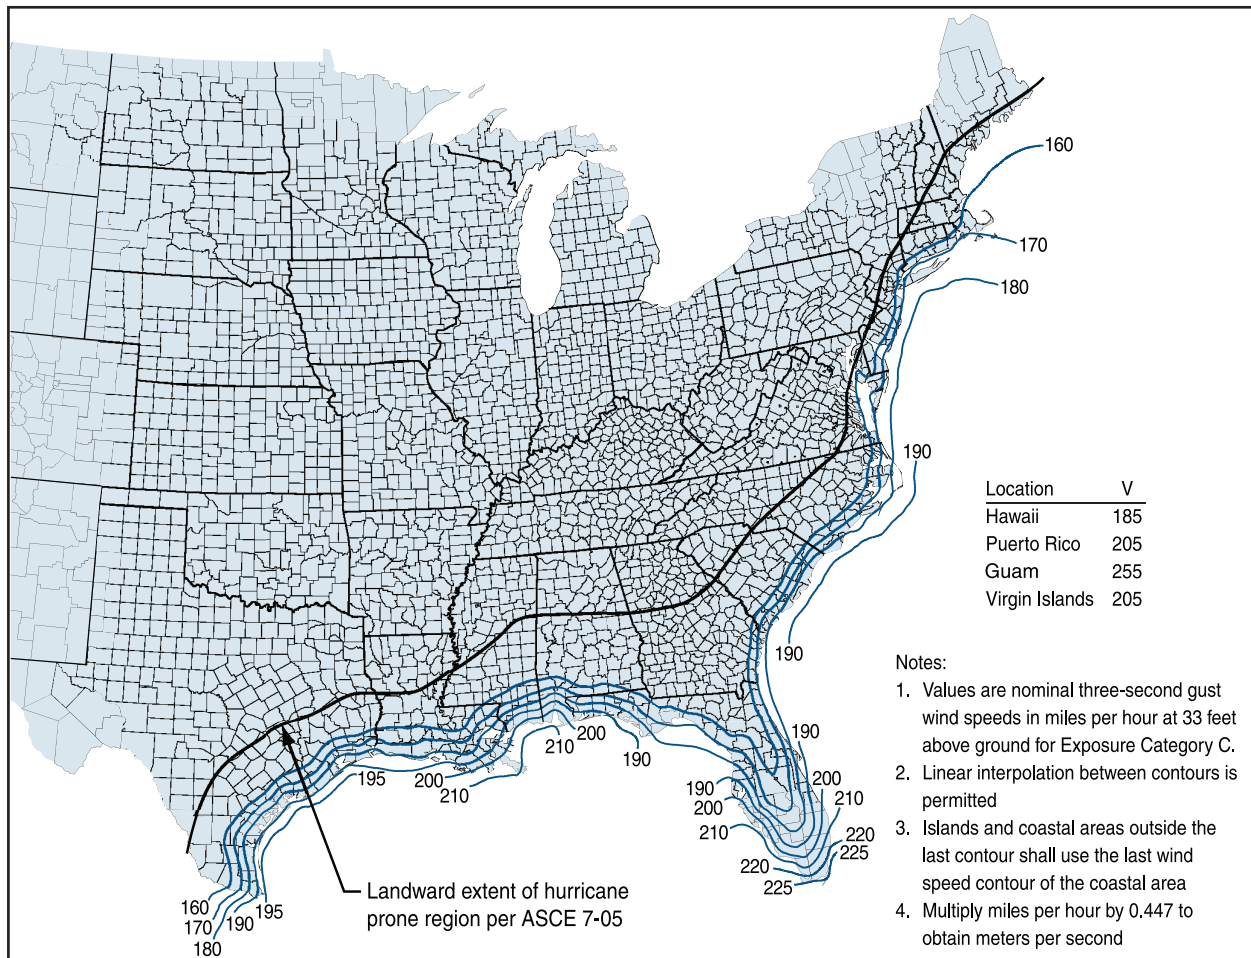 160
170
180
190
Location V
Hawaii 185
Puerto Rico 205
Guam 255
Virgin Islands 205
190
Notes:
1. Values are nominal three-second gust
wind speeds in miles per hour at 33 feet
above ground for Exposure Category C.
2. Linear interpolation between contours is
permitted
3. Islands and coastal areas outside the
last contour shall use the last wind
speed contour of the coastal area
4. Multiply miles per hour by 0.447 to
obtain meters per second
210
200
190
190
195
200
210
190
200
210
200
210
220
225
220
225
Landward extent of hurricane
prone region per ASCE 7-05
160
170
180
190
195